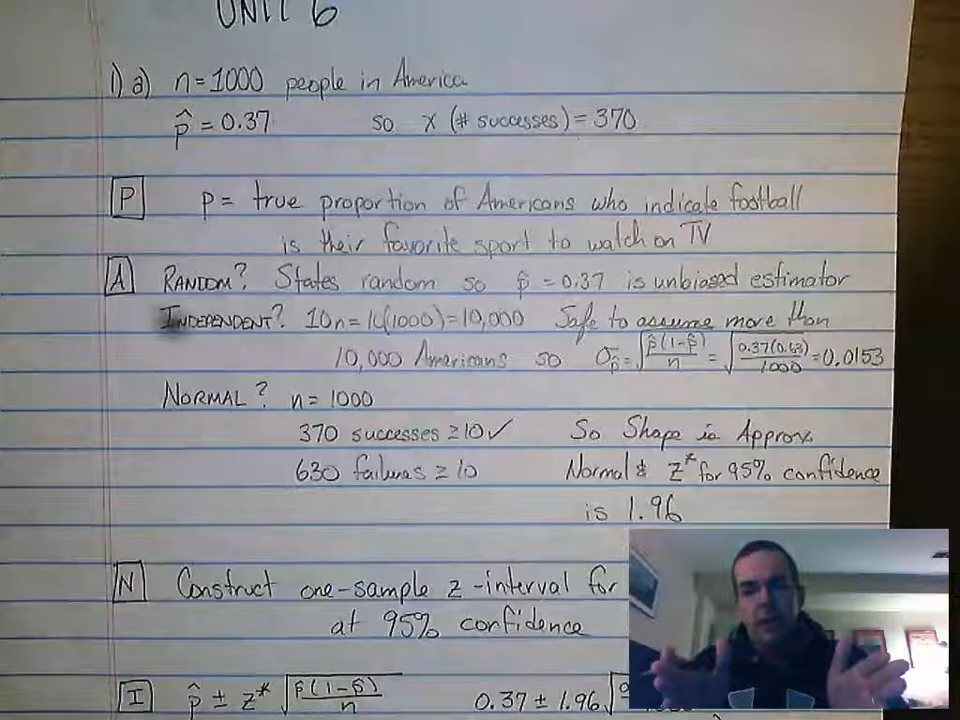 UNIT 6
1) a) n = 1000 people in America
p̂ = 0.37 so x (# successes) = 370
P p = true proportion of Americans who indicate football
is their favorite sport to watch on TV
A RANDOM? States random so p̂ = 0.37 is unbiased estimator
INDEPENDENT? 10n = 10(1000) = 10,000 Safe to assume more than
10,000 Americans so σp̂ = √(p̂(1-p̂)/n) = √(0.37(0.63)/1000) = 0.0153
NORMAL? n = 1000
370 successes ≥ 10 ✓ So Shape is Approx
630 failures ≥ 10 Normal & z* for 95% confidence
is 1.96
N Construct one-sample z-interval for
at 95% confidence
I p̂ ± z* √(p̂(1-p̂)/n) 0.37 ± 1.96